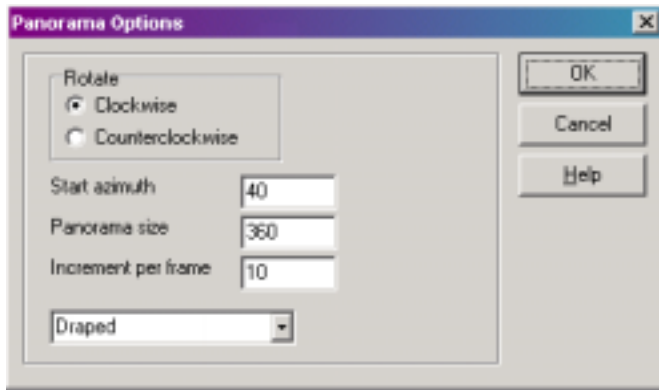 Panorama Options
Rotate
Clockwise
Counterclockwise
Start azimuth 40
Panorama size 360
Increment per frame 10
Draped
OK
Cancel
Help